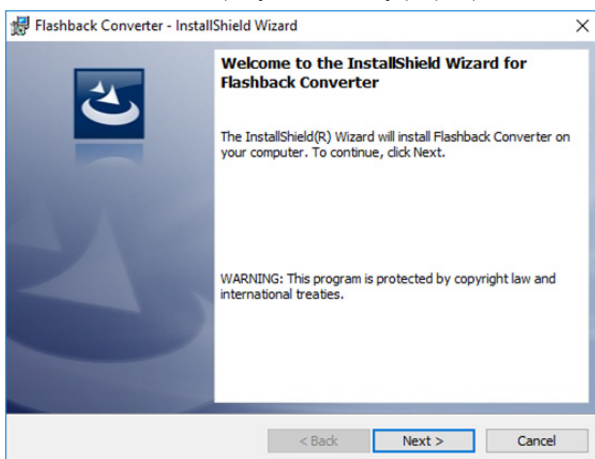 Flashback Converter - InstallShield Wizard
Welcome to the InstallShield Wizard for
Flashback Converter
The InstallShield(R) Wizard will install Flashback Converter on
your computer. To continue, click Next.
WARNING: This program is protected by copyright law and
international treaties.
< Back
Next >
Cancel